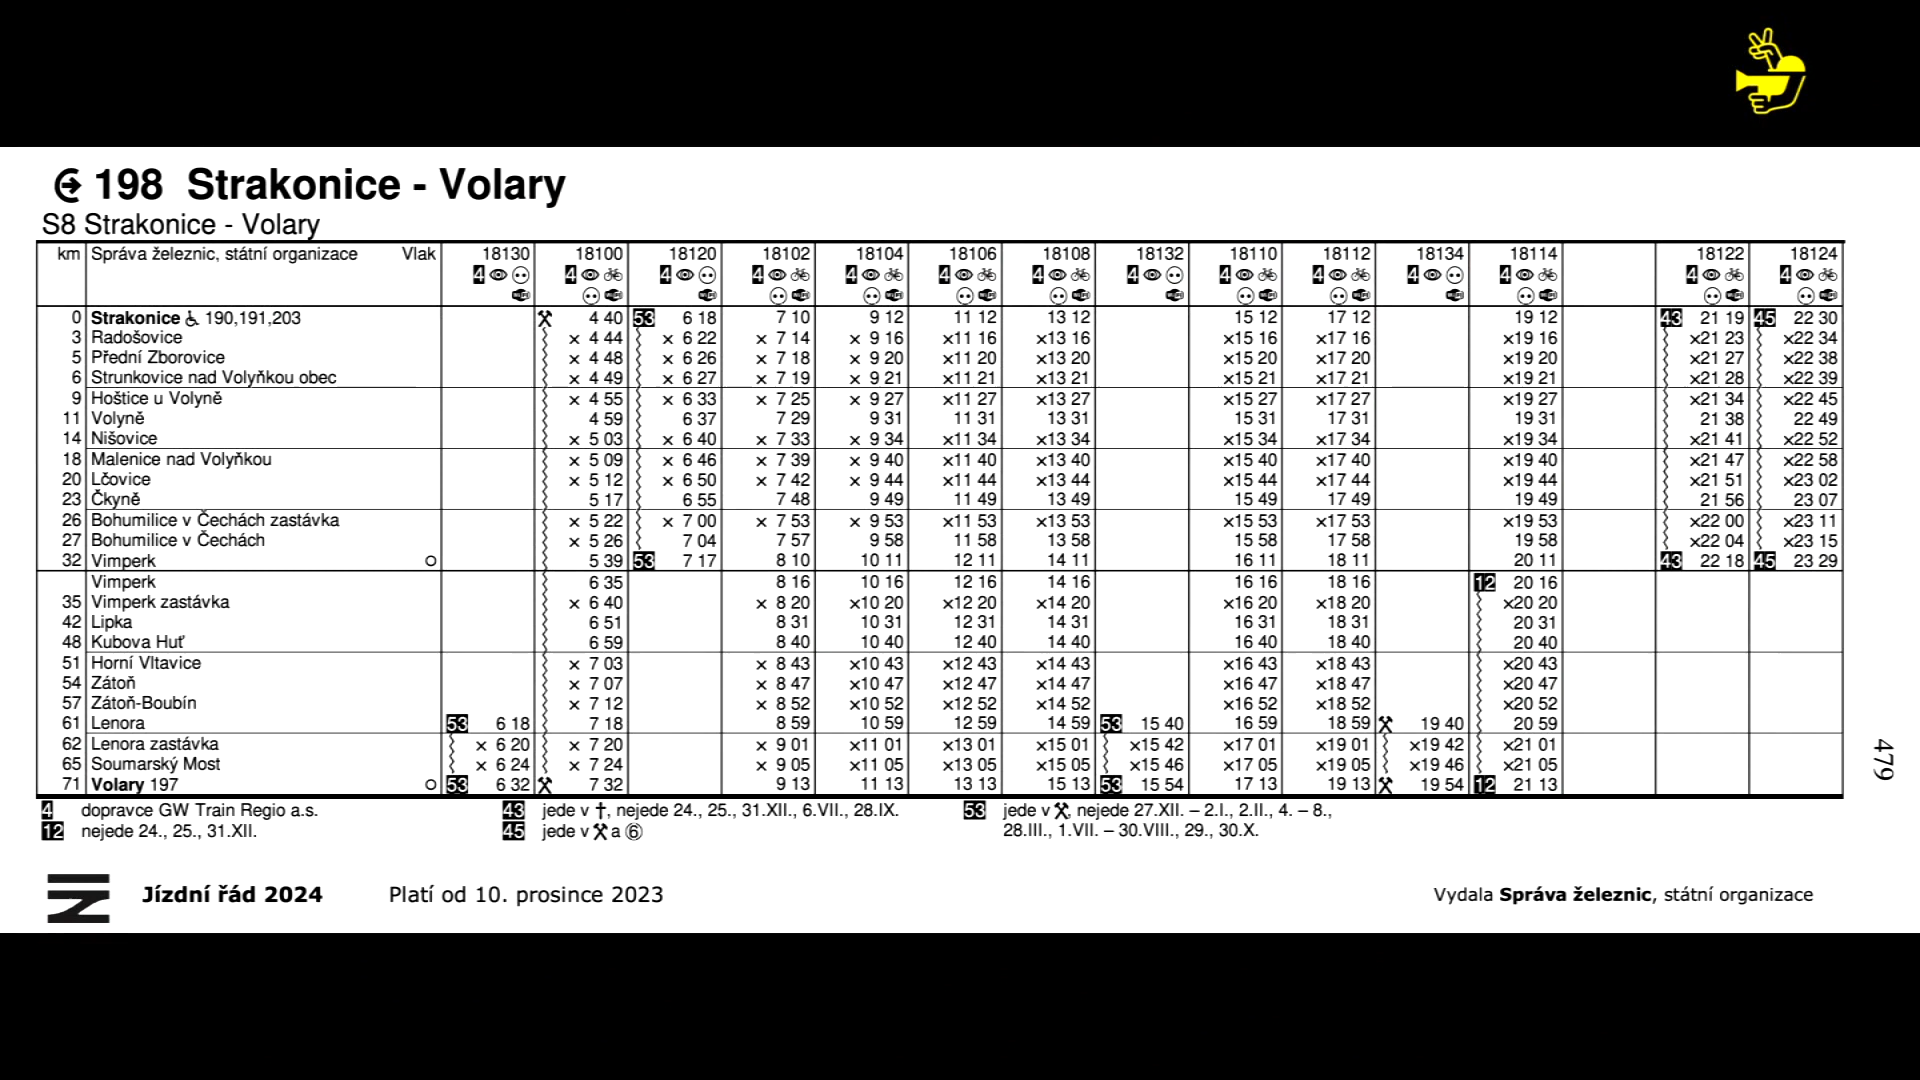 198 Strakonice - Volary
S8 Strakonice - Volary
km Správa železnic, státní organizace Vlak 18130 18100 18120 18102 18104 18106 18108 18132 18110 18112 18134 18114 18122 18124
4 4 4 4 4 4 4 4 4 4 4 4 4 4
0 Strakonice 190,191,203 4 40 53 6 18 7 10 9 12 11 12 13 12 15 12 17 12 19 12 43 21 19 45 22 30
3 Radošovice × 4 44 × 6 22 × 7 14 × 9 16 ×11 16 ×13 16 ×15 16 ×17 16 ×19 16 ×21 23 ×22 34
5 Přední Zborovice × 4 48 × 6 26 × 7 18 × 9 20 ×11 20 ×13 20 ×15 20 ×17 20 ×19 20 ×21 27 ×22 38
6 Strunkovice nad Volyňkou obec × 4 49 × 6 27 × 7 19 × 9 21 ×11 21 ×13 21 ×15 21 ×17 21 ×19 21 ×21 28 ×22 39
9 Hoštice u Volyně × 4 55 × 6 33 × 7 25 × 9 27 ×11 27 ×13 27 ×15 27 ×17 27 ×19 27 ×21 34 ×22 45
11 Volyně 4 59 6 37 7 29 9 31 11 31 13 31 15 31 17 31 19 31 21 38 22 49
14 Nišovice × 5 03 × 6 40 × 7 33 × 9 34 ×11 34 ×13 34 ×15 34 ×17 34 ×19 34 ×21 41 ×22 52
18 Malenice nad Volyňkou × 5 09 × 6 46 × 7 39 × 9 40 ×11 40 ×13 40 ×15 40 ×17 40 ×19 40 ×21 47 ×22 58
20 Lčovice × 5 12 × 6 50 × 7 42 × 9 44 ×11 44 ×13 44 ×15 44 ×17 44 ×19 44 ×21 51 ×23 02
23 Čkyně 5 17 6 55 7 48 9 49 11 49 13 49 15 49 17 49 19 49 21 56 23 07
26 Bohumilice v Čechách zastávka × 5 22 × 7 00 × 7 53 × 9 53 ×11 53 ×13 53 ×15 53 ×17 53 ×19 53 ×22 00 ×23 11
27 Bohumilice v Čechách × 5 26 7 04 7 57 9 58 11 58 13 58 15 58 17 58 19 58 ×22 04 ×23 15
32 Vimperk 5 39 53 7 17 8 10 10 11 12 11 14 11 16 11 18 11 20 11 43 22 18 45 23 29
Vimperk 6 35 8 16 10 16 12 16 14 16 16 16 18 16 12 20 16
35 Vimperk zastávka × 6 40 × 8 20 ×10 20 ×12 20 ×14 20 ×16 20 ×18 20 ×20 20
42 Lipka 6 51 8 31 10 31 12 31 14 31 16 31 18 31 20 31
48 Kubova Huť 6 59 8 40 10 40 12 40 14 40 16 40 18 40 20 40
51 Horní Vltavice × 7 03 × 8 43 ×10 43 ×12 43 ×14 43 ×16 43 ×18 43 ×20 43
54 Zátoň × 7 07 × 8 47 ×10 47 ×12 47 ×14 47 ×16 47 ×18 47 ×20 47
57 Zátoň-Boubín × 7 12 × 8 52 ×10 52 ×12 52 ×14 52 ×16 52 ×18 52 ×20 52
61 Lenora 53 6 18 7 18 8 59 10 59 12 59 14 59 53 15 40 16 59 18 59 19 40 20 59
62 Lenora zastávka × 6 20 × 7 20 × 9 01 ×11 01 ×13 01 ×15 01 ×15 42 ×17 01 ×19 01 ×19 42 ×21 01
65 Soumarský Most × 6 24 × 7 24 × 9 05 ×11 05 ×13 05 ×15 05 ×15 46 ×17 05 ×19 05 ×19 46 ×21 05
71 Volary 197 53 6 32 7 32 9 13 11 13 13 13 15 13 53 15 54 17 13 19 13 19 54 12 21 13
4 dopravce GW Train Regio a.s. 43 jede v †, nejede 24., 25., 31.XII., 6.VII., 28.IX. 53 jede v ⚒, nejede 27.XII. – 2.I., 2.II., 4. – 8.,
12 nejede 24., 25., 31.XII. 45 jede v ⚒ a ⑥ 28.III., 1.VII. – 30.VIII., 29., 30.X.
479
Jízdní řád 2024 Platí od 10. prosince 2023 Vydala Správa železnic, státní organizace